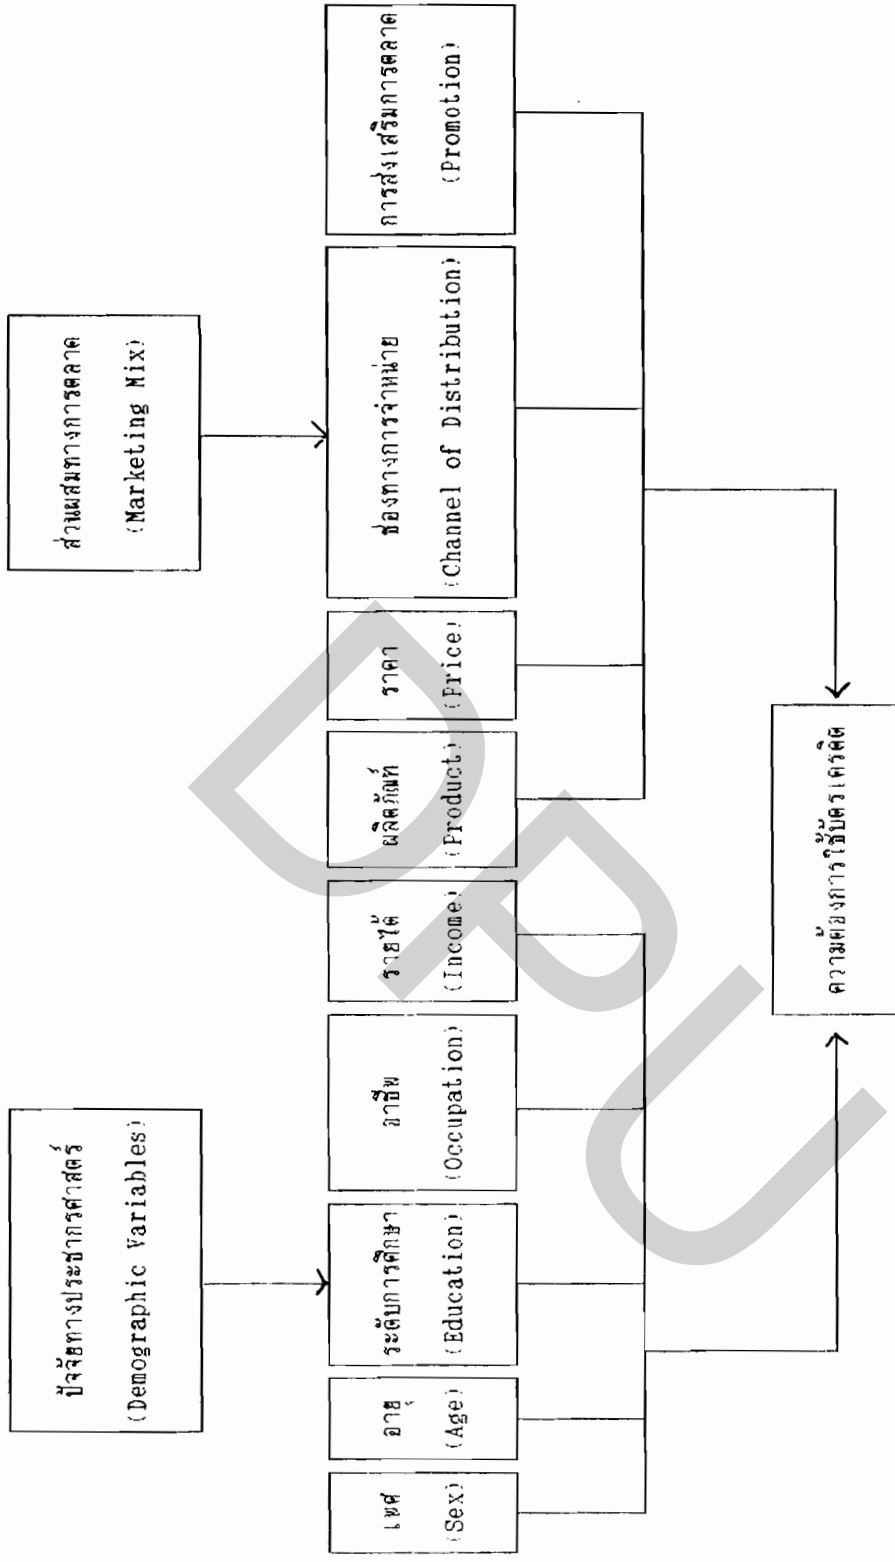 ปัจจัยทางประชากรศาสตร์
(Demographic Variables)
ส่วนผสมทางการตลาด
(Marketing Mix)
เพศ
(Sex)
อายุ
(Age)
ระดับการศึกษา
(Education)
อาชีพ
(Occupation)
รายได้
(Income)
ผลิตภัณฑ์
(Product)
ราคา
(Price)
ช่องทางการจำหน่าย
(Channel of Distribution)
การส่งเสริมการตลาด
(Promotion)
ความต้องการใช้บัตรเครดิต
DPU